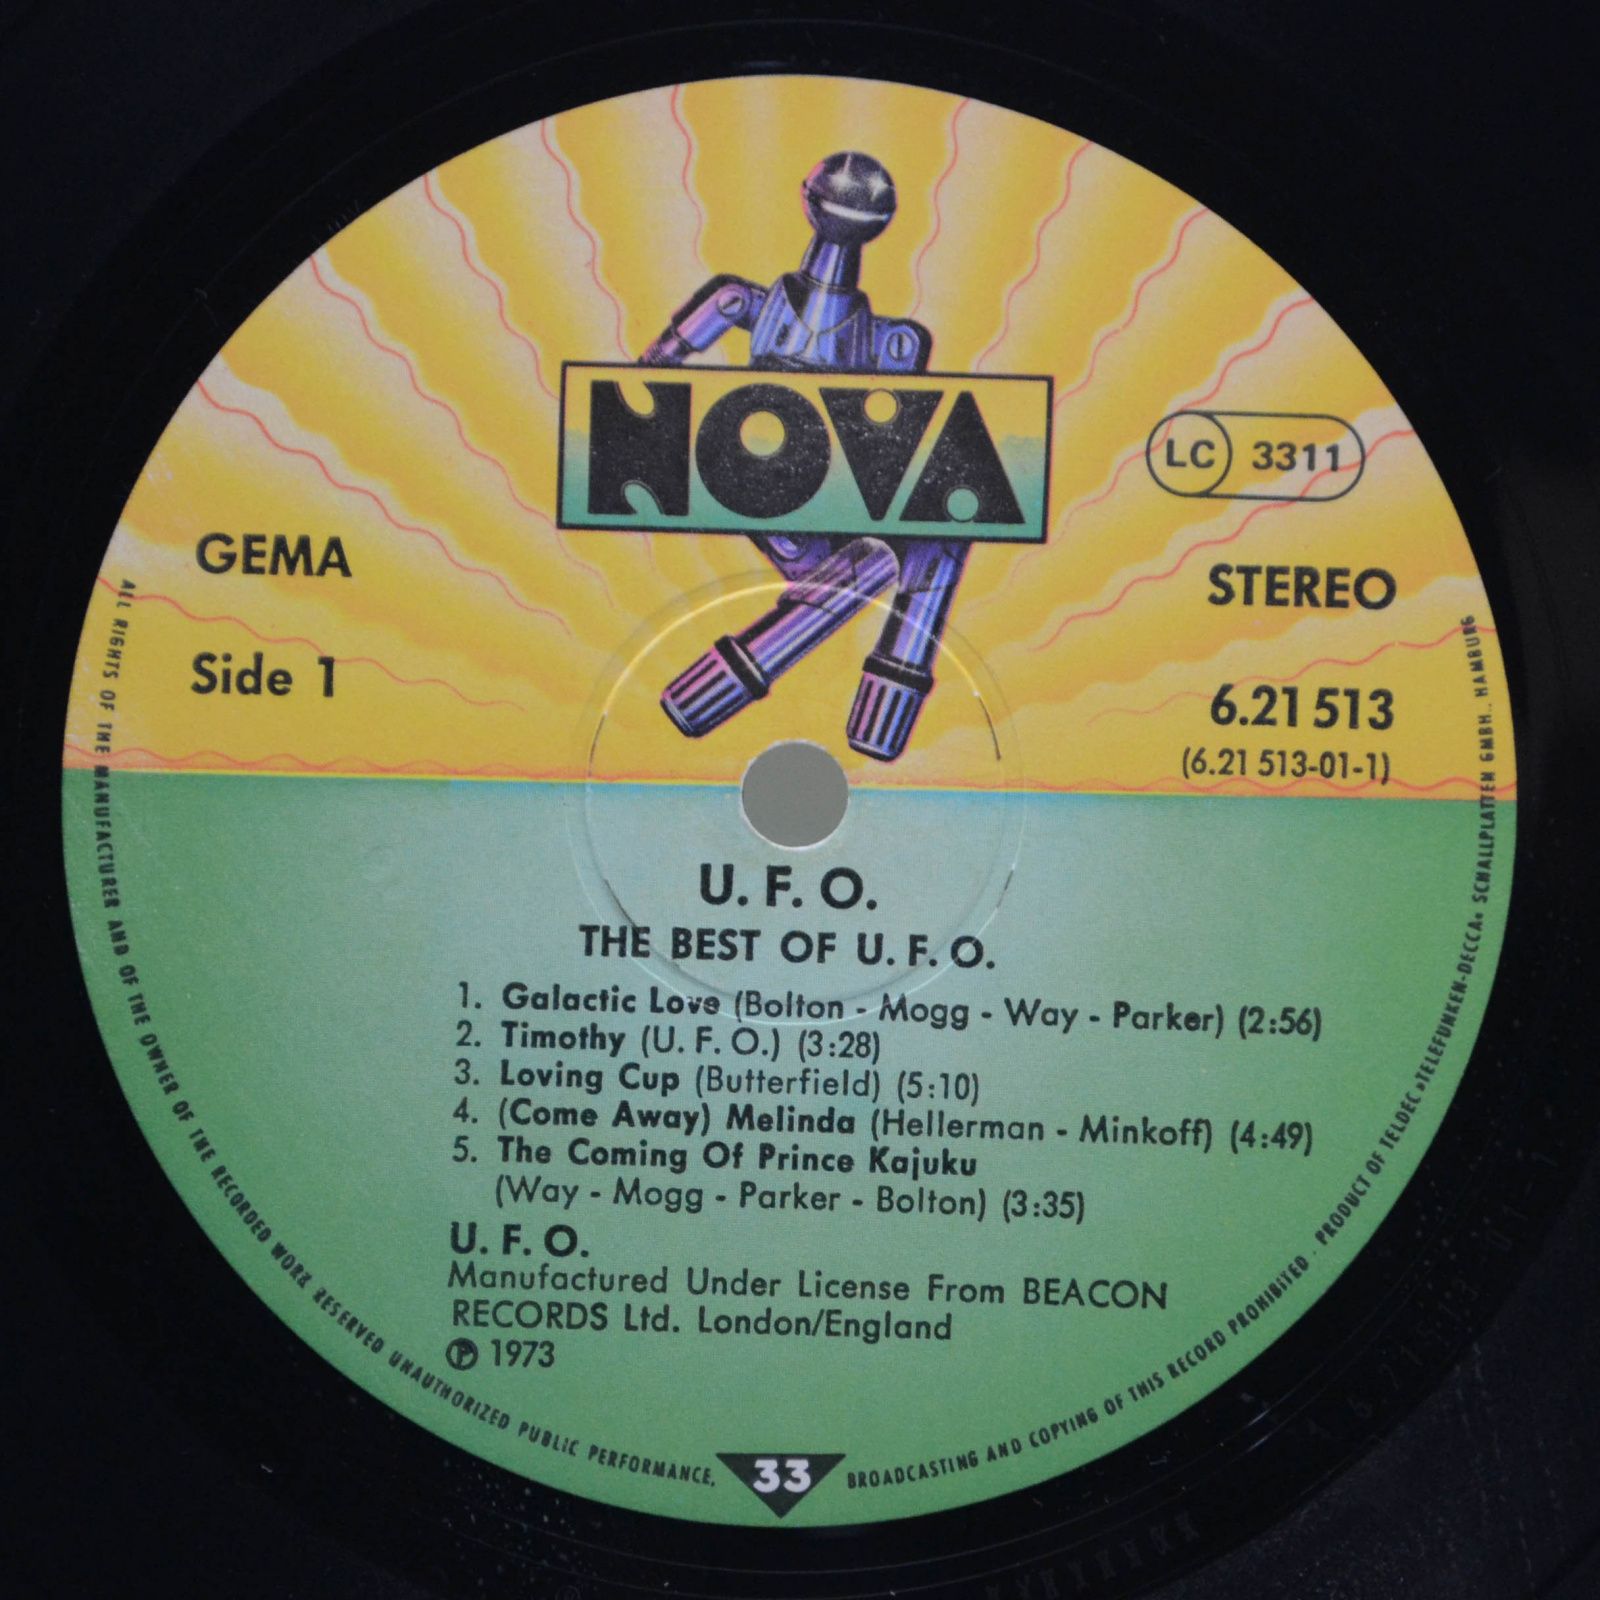 NOVA
LC 3311
GEMA
STEREO
Side 1
6.21 513
(6.21 513-01-1)
U. F. O.
THE BEST OF U. F. O.
1. Galactic Love (Bolton - Mogg - Way - Parker) (2:56)
2. Timothy (U. F. O.) (3:28)
3. Loving Cup (Butterfield) (5:10)
4. (Come Away) Melinda (Hellerman - Minkoff) (4:49)
5. The Coming Of Prince Kajuku
(Way - Mogg - Parker - Bolton) (3:35)
U. F. O.
Manufactured Under License From BEACON
RECORDS Ltd. London/England
℗ 1973
ALL RIGHTS OF THE MANUFACTURER AND OF THE OWNER OF THE RECORDED WORK RESERVED UNAUTHORIZED PUBLIC PERFORMANCE,
33
BROADCASTING AND COPYING OF THIS RECORD PROHIBITED · PRODUCT OF TELDEC »TELEFUNKEN-DECCA« SCHALLPLATTEN GMBH., HAMBURG